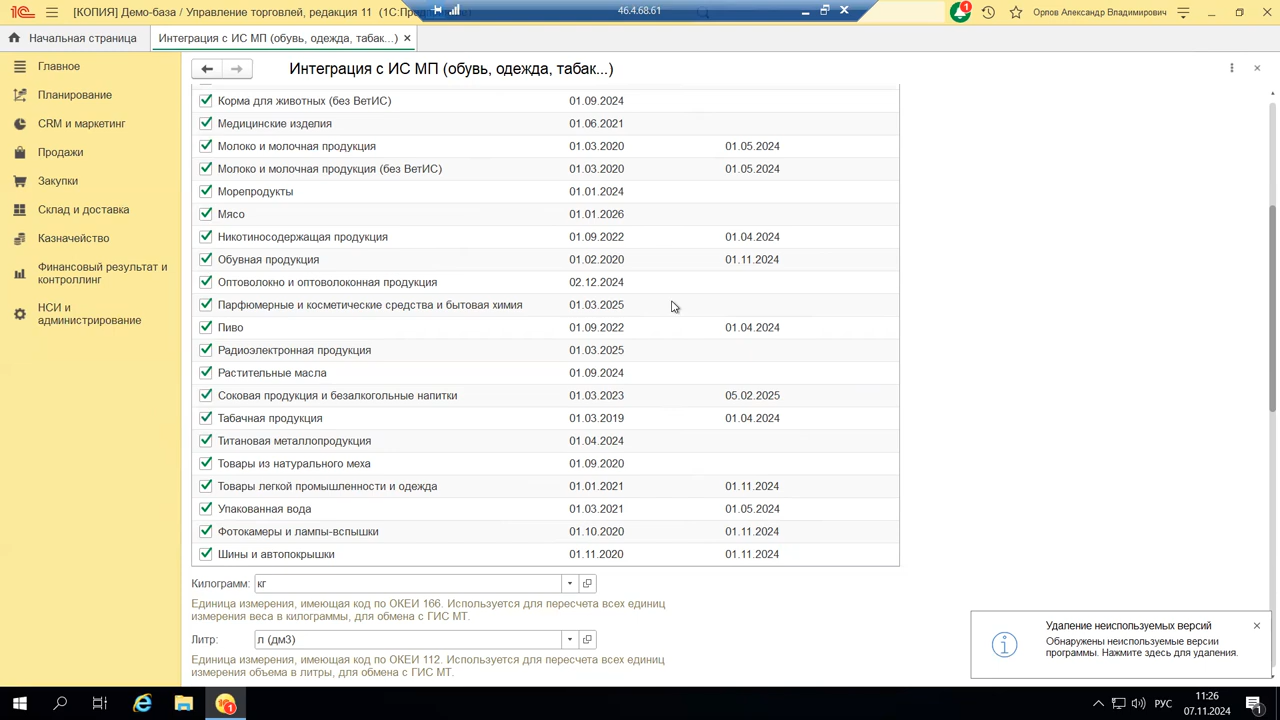 [КОПИЯ] Демо-база / Управление торговлей, редакция 11 (1С:Пред
46.4.68.61
1
Орлов Александр Владимирович
Начальная страница
Интеграция с ИС МП (обувь, одежда, табак...) ×
Главное
Планирование
CRM и маркетинг
Продажи
Закупки
Склад и доставка
Казначейство
Финансовый результат и
контроллинг
НСИ и
администрирование
Интеграция с ИС МП (обувь, одежда, табак...)
Корма для животных (без ВетИС) 01.09.2024
Медицинские изделия 01.06.2021
Молоко и молочная продукция 01.03.2020 01.05.2024
Молоко и молочная продукция (без ВетИС) 01.03.2020 01.05.2024
Морепродукты 01.01.2024
Мясо 01.01.2026
Никотиносодержащая продукция 01.09.2022 01.04.2024
Обувная продукция 01.02.2020 01.11.2024
Оптоволокно и оптоволоконная продукция 02.12.2024
Парфюмерные и косметические средства и бытовая химия 01.03.2025
Пиво 01.09.2022 01.04.2024
Радиоэлектронная продукция 01.03.2025
Растительные масла 01.09.2024
Соковая продукция и безалкогольные напитки 01.03.2023 05.02.2025
Табачная продукция 01.03.2019 01.04.2024
Титановая металлопродукция 01.04.2024
Товары из натурального меха 01.09.2020
Товары легкой промышленности и одежда 01.01.2021 01.11.2024
Упакованная вода 01.03.2021 01.05.2024
Фотокамеры и лампы-вспышки 01.10.2020 01.11.2024
Шины и автопокрышки 01.11.2020 01.11.2024
Килограмм: кг
Единица измерения, имеющая код по ОКЕИ 166. Используется для пересчета всех единиц
измерения веса в килограммы, для обмена с ГИС МТ.
Литр: л (дм3)
Единица измерения, имеющая код по ОКЕИ 112. Используется для пересчета всех единиц
измерения объема в литры, для обмена с ГИС МТ.
Удаление неиспользуемых версий
Обнаружены неиспользуемые версии
программы. Нажмите здесь для удаления.
РУС
11:26
07.11.2024
1